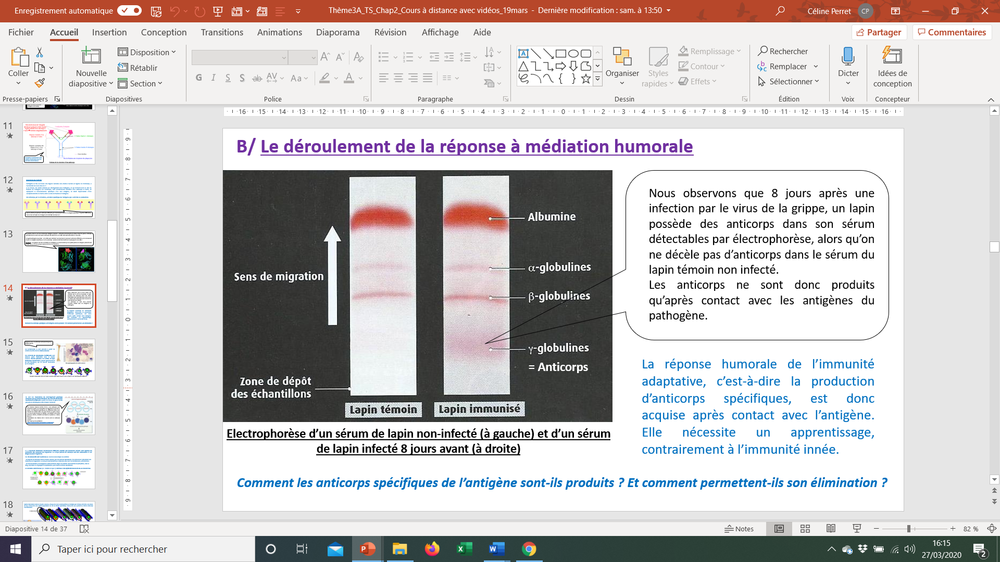 Enregistrement automatique
Thème3A_TS_Chap2_Cours à distance avec vidéos_19mars - Dernière modification : sam. à 13:50
Céline Perret
CP
Fichier Accueil Insertion Conception Transitions Animations Diaporama Révision Affichage Aide
Partager
Commentaires
Coller
Nouvelle
diapositive
Disposition
Rétablir
Section
Organiser
Styles
rapides
Remplissage
Contour
Effets
Rechercher
Remplacer
Sélectionner
Dicter
Idées de
conception
Presse-papiers Diapositives Police Paragraphe Dessin Édition Voix Concepteur
11
12
13
14
15
16
17
18
B/ Le déroulement de la réponse à médiation humorale
Sens de migration
Zone de dépôt
des échantillons
Albumine
α-globulines
β-globulines
γ-globulines
= Anticorps
Lapin témoin
Lapin immunisé
Electrophorèse d’un sérum de lapin non-infecté (à gauche) et d’un sérum
de lapin infecté 8 jours avant (à droite)
Nous observons que 8 jours après une
infection par le virus de la grippe, un lapin
possède des anticorps dans son sérum
détectables par électrophorèse, alors qu’on
ne décèle pas d’anticorps dans le sérum du
lapin témoin non infecté.
Les anticorps ne sont donc produits
qu’après contact avec les antigènes du
pathogène.
La réponse humorale de l’immunité
adaptative, c’est-à-dire la production
d’anticorps spécifiques, est donc
acquise après contact avec l’antigène.
Elle nécessite un apprentissage,
contrairement à l’immunité innée.
Comment les anticorps spécifiques de l’antigène sont-ils produits ? Et comment permettent-ils son élimination ?
Diapositive 14 de 37
Notes
82 %
Taper ici pour rechercher
16:15
27/03/2020
2